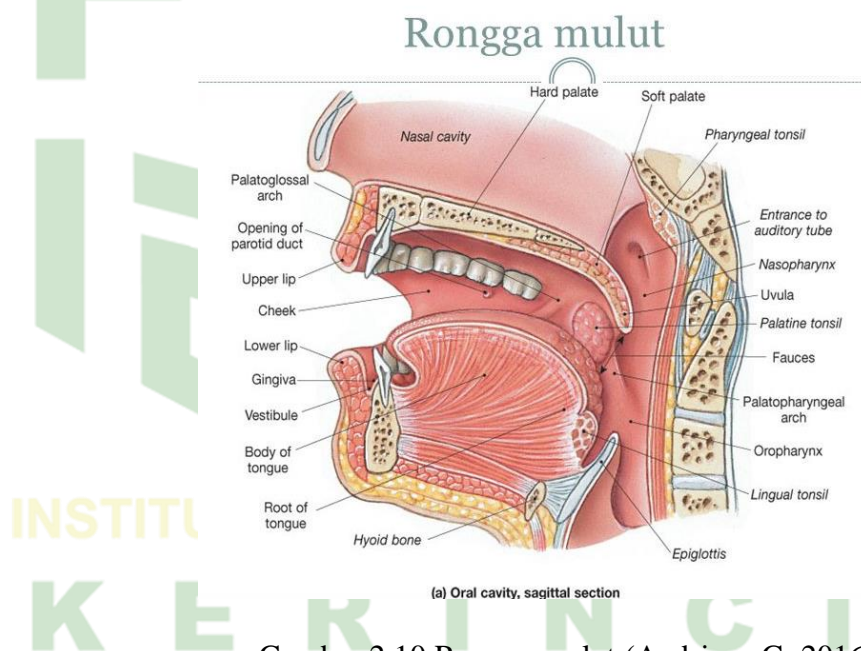 Rongga mulut
Hard palate
Soft palate
Nasal cavity
Pharyngeal tonsil
Palatoglossal
arch
Opening of
parotid duct
Upper lip
Cheek
Lower lip
Gingiva
Vestibule
Body of
tongue
Root of
tongue
Hyoid bone
Entrance to
auditory tube
Nasopharynx
Uvula
Palatine tonsil
Fauces
Palatopharyngeal
arch
Oropharynx
Lingual tonsil
Epiglottis
(a) Oral cavity, sagittal section
KERINCI